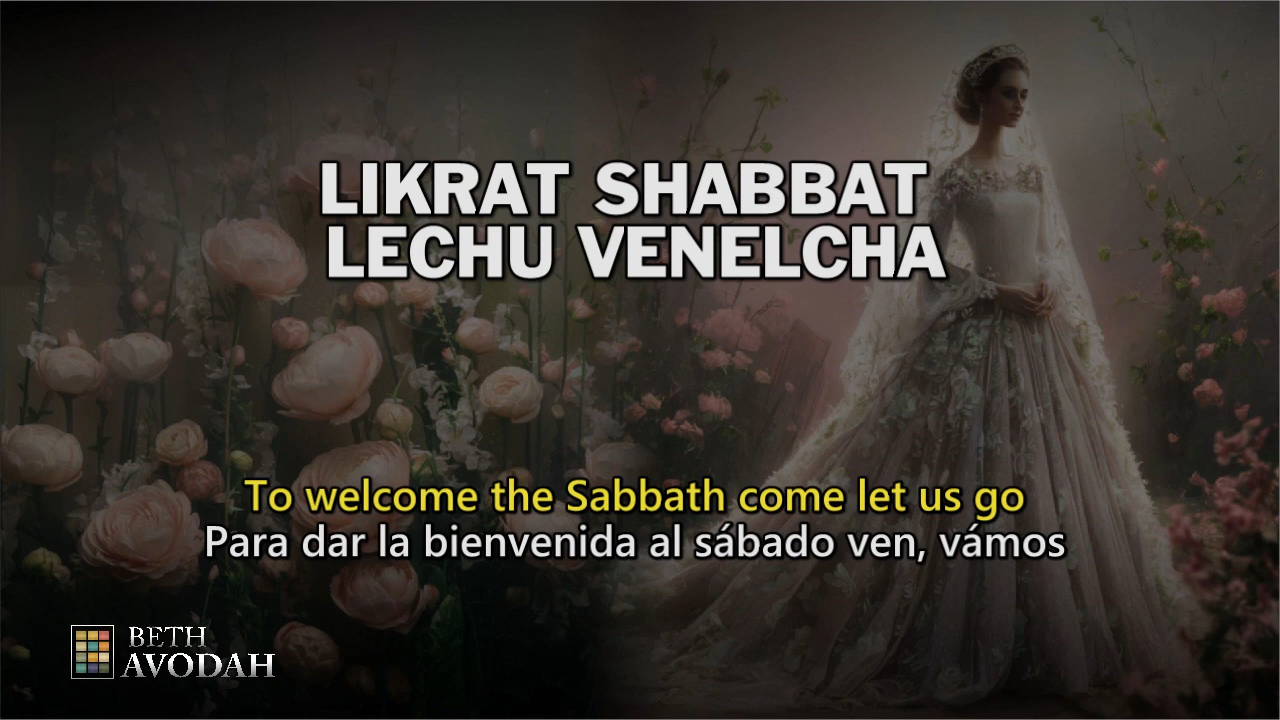 LIKRAT SHABBAT
LECHU VENELCHA
To welcome the Sabbath come let us go
Para dar la bienvenida al sábado ven, vámos
BETH
AVODAH